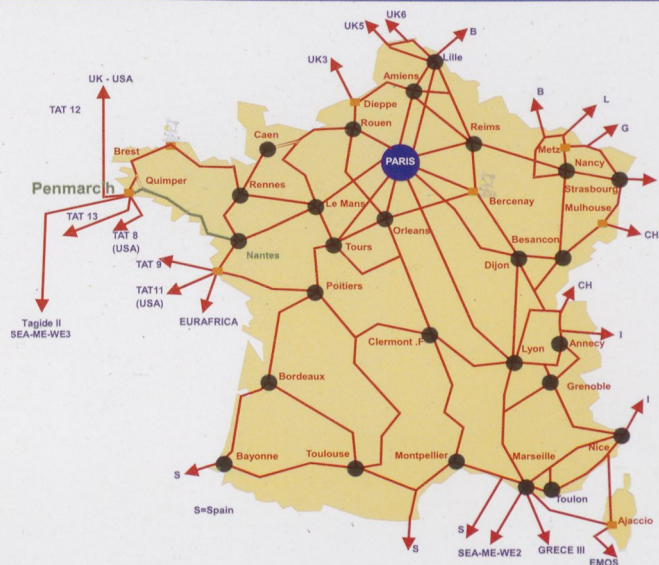 UK6
UK5
B
Lille
UK - USA
UK3
Amiens
TAT 12
Dieppe
Rouen
B
L
G
Caen
Reims
Metz
Nancy
Brest
PARIS
Strasbourg
Penmarch
Quimper
Rennes
Le Mans
Bercenay
Mulhouse
TAT 13
TAT 8
(USA)
Orleans
CH
Nantes
Tours
Besancon
Dijon
TAT 9
TAT11
(USA)
Poitiers
CH
EURAFRICA
Tagide II
SEA-ME-WE3
Clermont .F
Lyon
Annecy
I
Bordeaux
Grenoble
I
Bayonne
Toulouse
Montpellier
Marseille
Nice
S
Toulon
S=Spain
Ajaccio
S
S
SEA-ME-WE2
GRECE III
EMOS